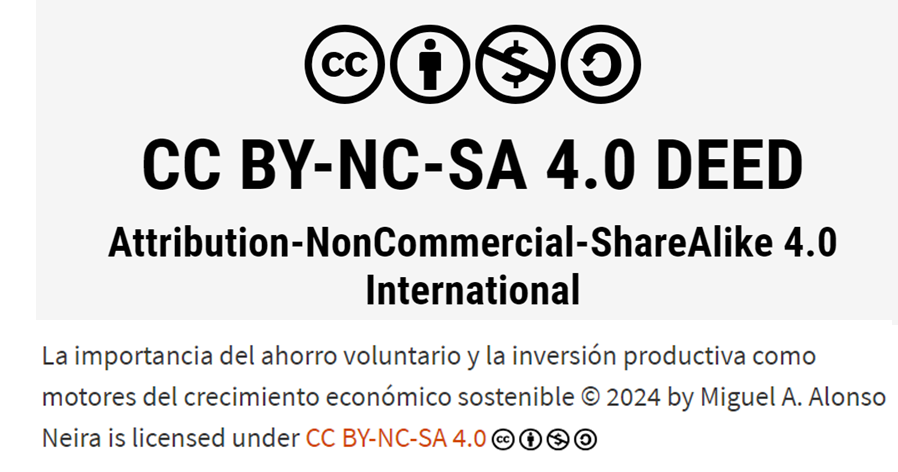 CC BY-NC-SA 4.0 DEED
Attribution-NonCommercial-ShareAlike 4.0
International
La importancia del ahorro voluntario y la inversión productiva como
motores del crecimiento económico sostenible © 2024 by Miguel A. Alonso
Neira is licensed under CC BY-NC-SA 4.0